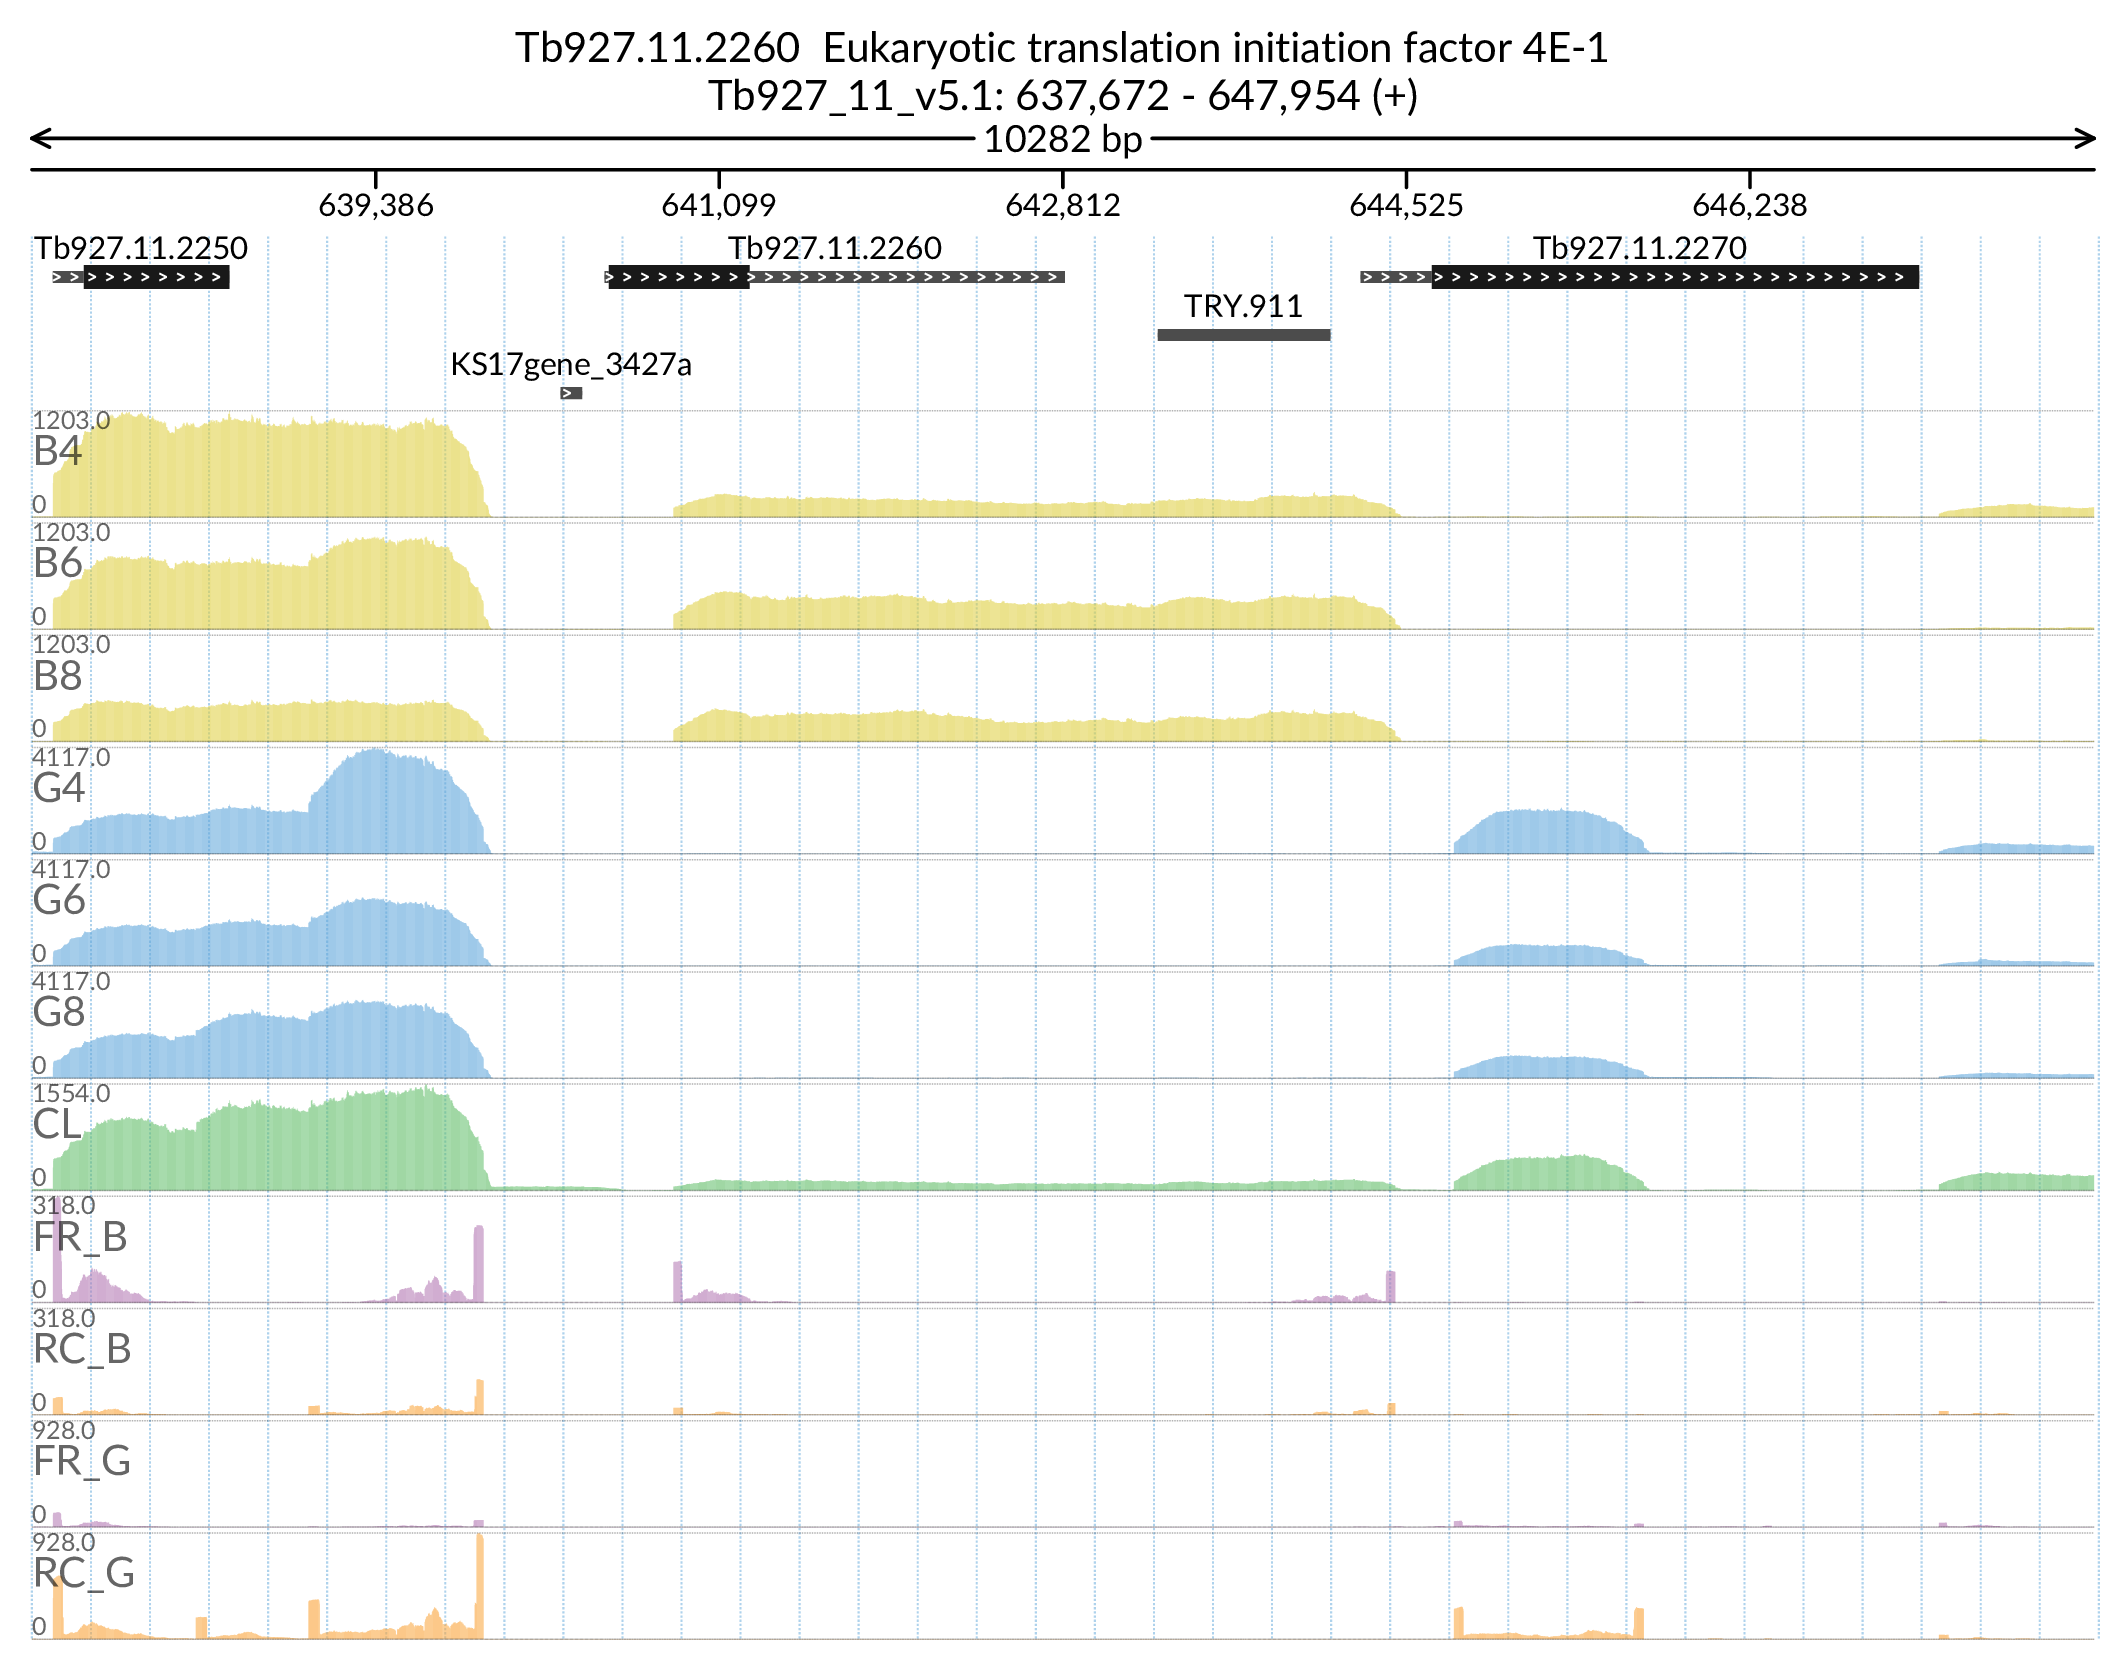 Tb927.11.2260 Eukaryotic translation initiation factor 4E-1
Tb927_11_v5.1: 637,672 - 647,954 (+)
10282 bp
639,386 641,099 642,812 644,525 646,238
Tb927.11.2250 Tb927.11.2260 Tb927.11.2270
TRY.911
KS17gene_3427a
1203.0
B4
0
1203.0
B6
0
1203.0
B8
0
4117.0
G4
0
4117.0
G6
0
4117.0
G8
0
1554.0
CL
0
318.0
FR_B
0
318.0
RC_B
0
928.0
FR_G
0
928.0
RC_G
0